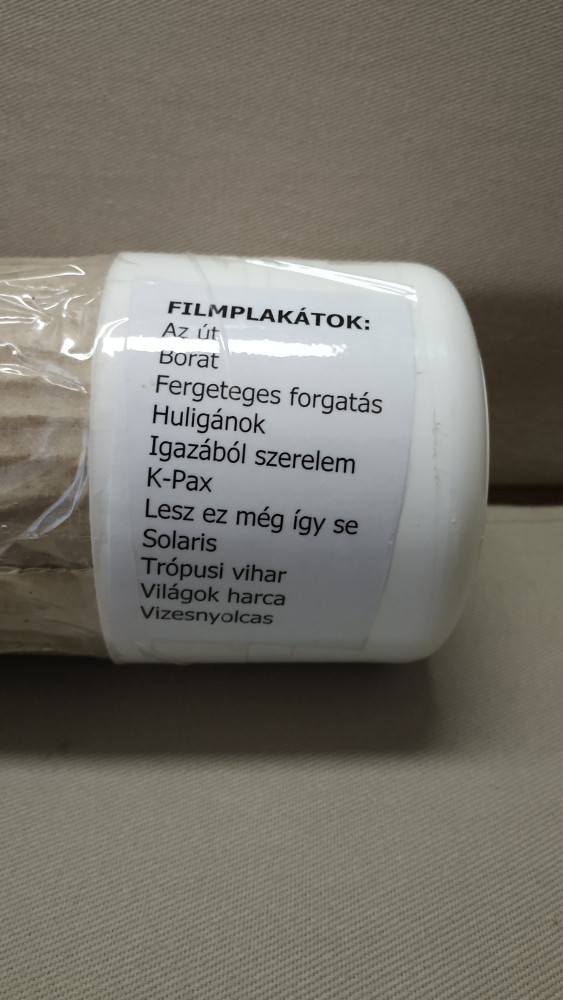 FILMPLAKÁTOK:
Az út
Borat
Fergeteges forgatás
Huligánok
Igazából szerelem
K-Pax
Lesz ez még így se
Solaris
Trópusi vihar
Világok harca
Vizesnyolcas